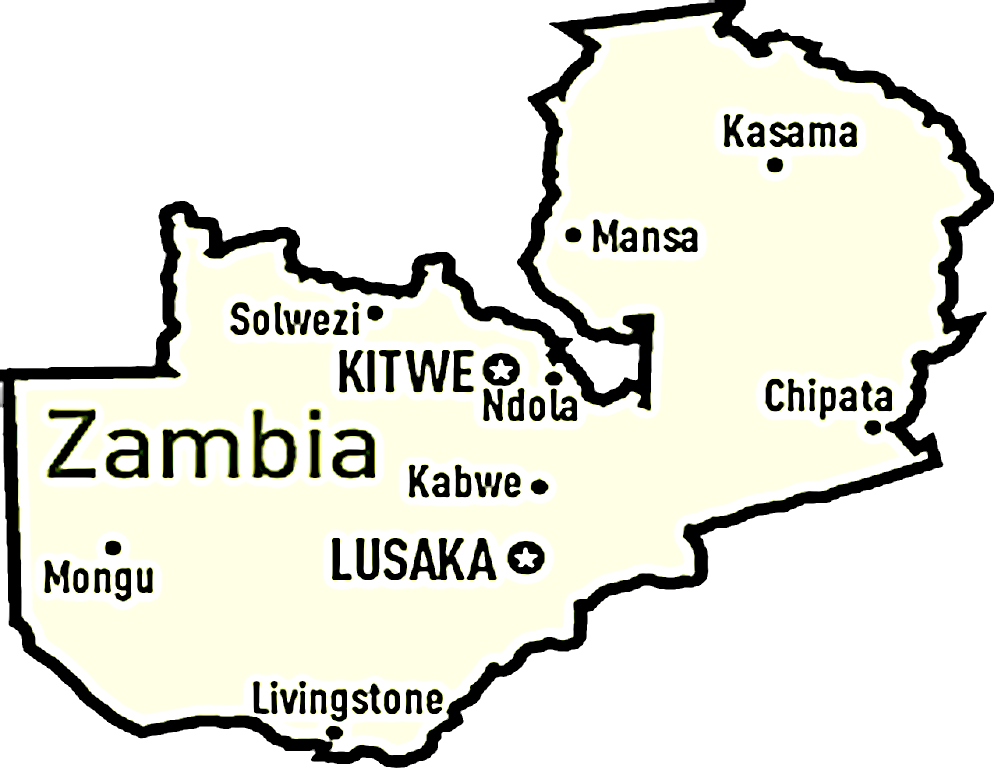 Kasama
Mansa
Solwezi
KITWE
Ndola
Chipata
Zambia
Kabwe
LUSAKA
Mongu
Livingstone